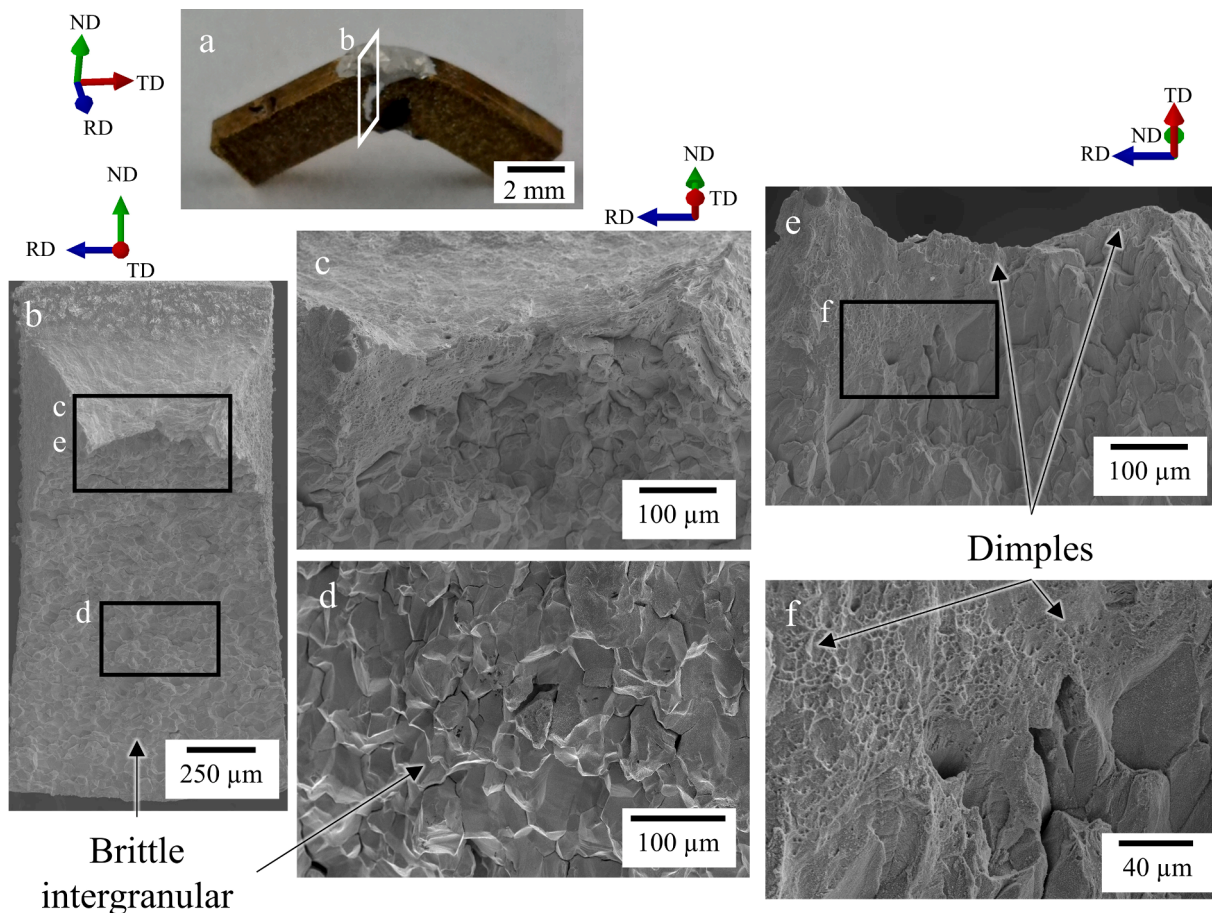 ND
TD
RD
a
b
2 mm
ND
RD
TD
b
c
e
d
250 µm
Brittle
intergranular
ND
TD
RD
c
100 µm
d
100 µm
TD
ND
RD
e
f
100 µm
Dimples
f
40 µm